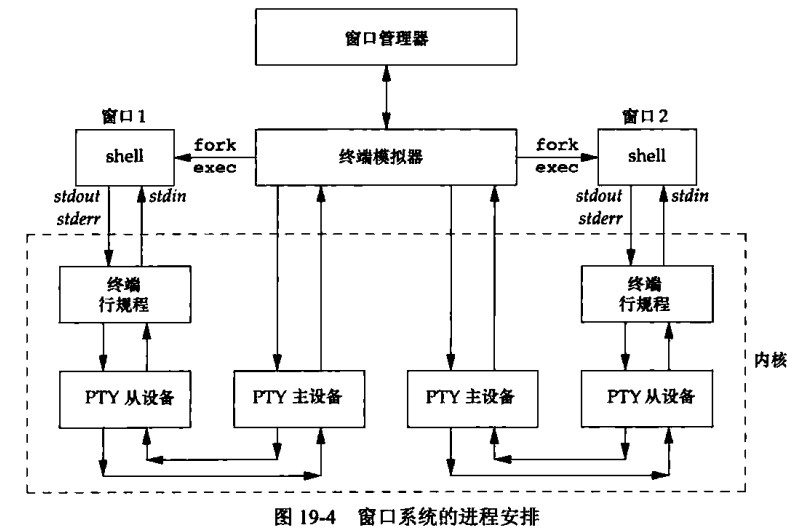 窗口管理器
窗口1
窗口2
shell
fork
exec
终端模拟器
fork
exec
shell
stdout
stderr
stdin
stdout
stderr
stdin
终端
行规程
终端
行规程
内核
PTY 从设备
PTY 主设备
PTY 主设备
PTY 从设备
图 19-4 窗口系统的进程安排